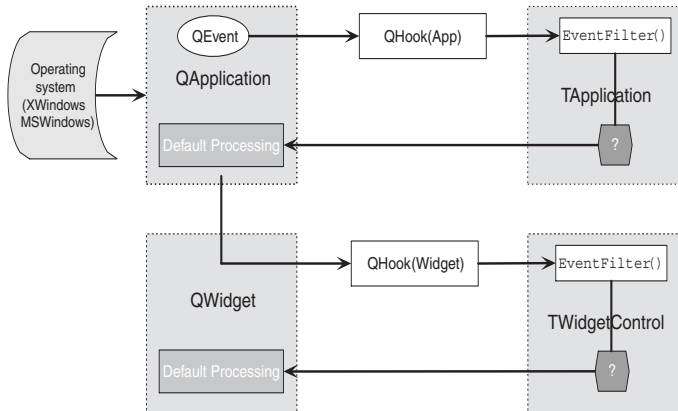 QEvent
QHook(App)
EventFilter()
Operating
system
(XWindows
MSWindows)
QApplication
TApplication
Default Processing
?
QHook(Widget)
EventFilter()
QWidget
TWidgetControl
Default Processing
?